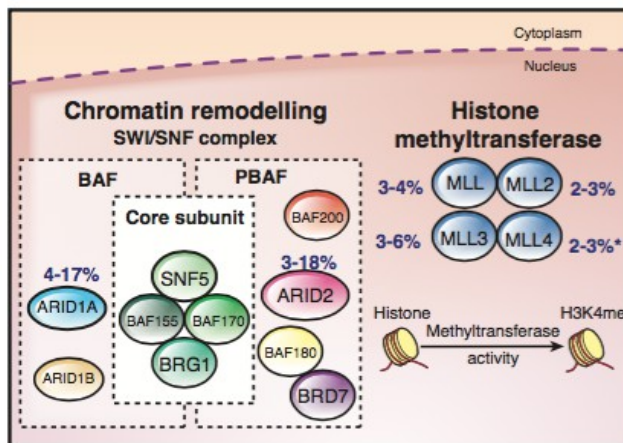 Cytoplasm
Nucleus
Chromatin remodelling
SWI/SNF complex
BAF
PBAF
Core subunit
4-17%
ARID1A
ARID1B
SNF5
BAF155
BAF170
BRG1
BAF200
3-18%
ARID2
BAF180
BRD7
Histone
methyltransferase
3-4%
MLL
MLL2
2-3%
3-6%
MLL3
MLL4
2-3%*
Histone
Methyltransferase
activity
H3K4me